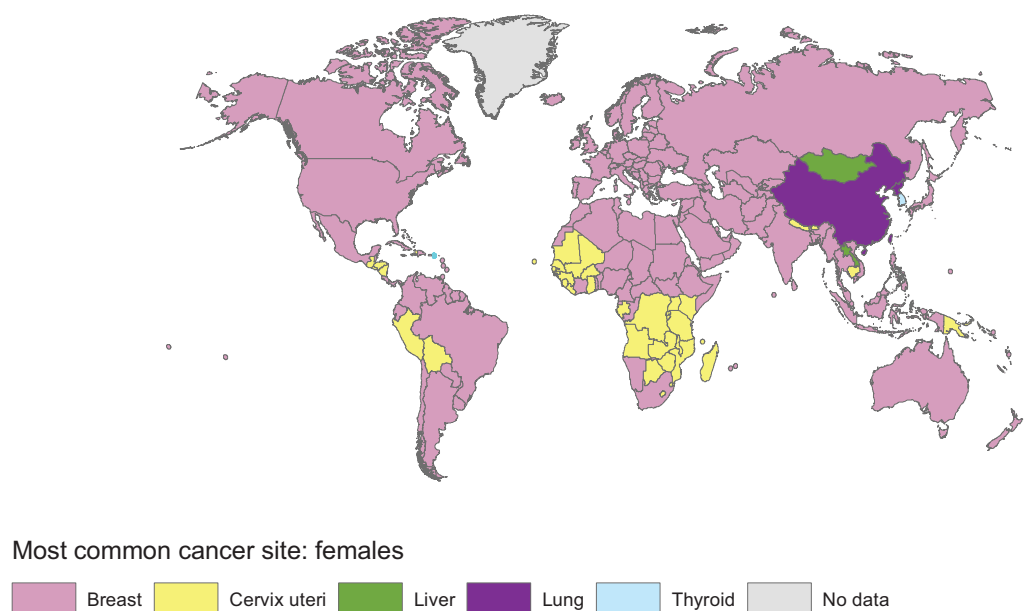 Most common cancer site: females
Breast Cervix uteri Liver Lung Thyroid No data